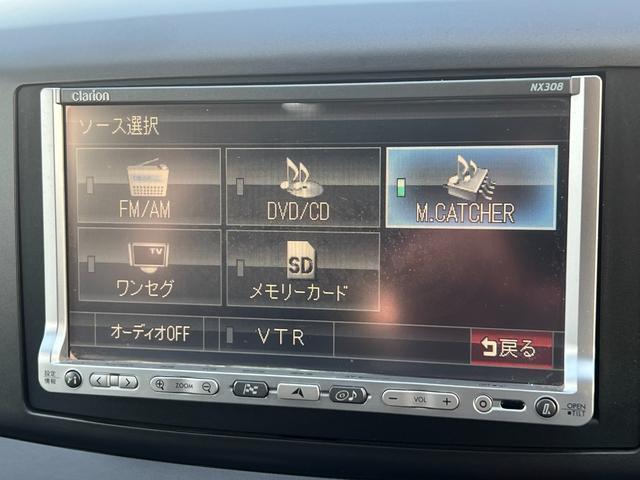 clarion
NX308
ソース選択
FM/AM
DVD/CD
M.CATCHER
TV
ワンセグ
SD
メモリーカード
オーディオOFF
VTR
戻る
設定
情報
ZOOM
VOL
OPEN
TILT